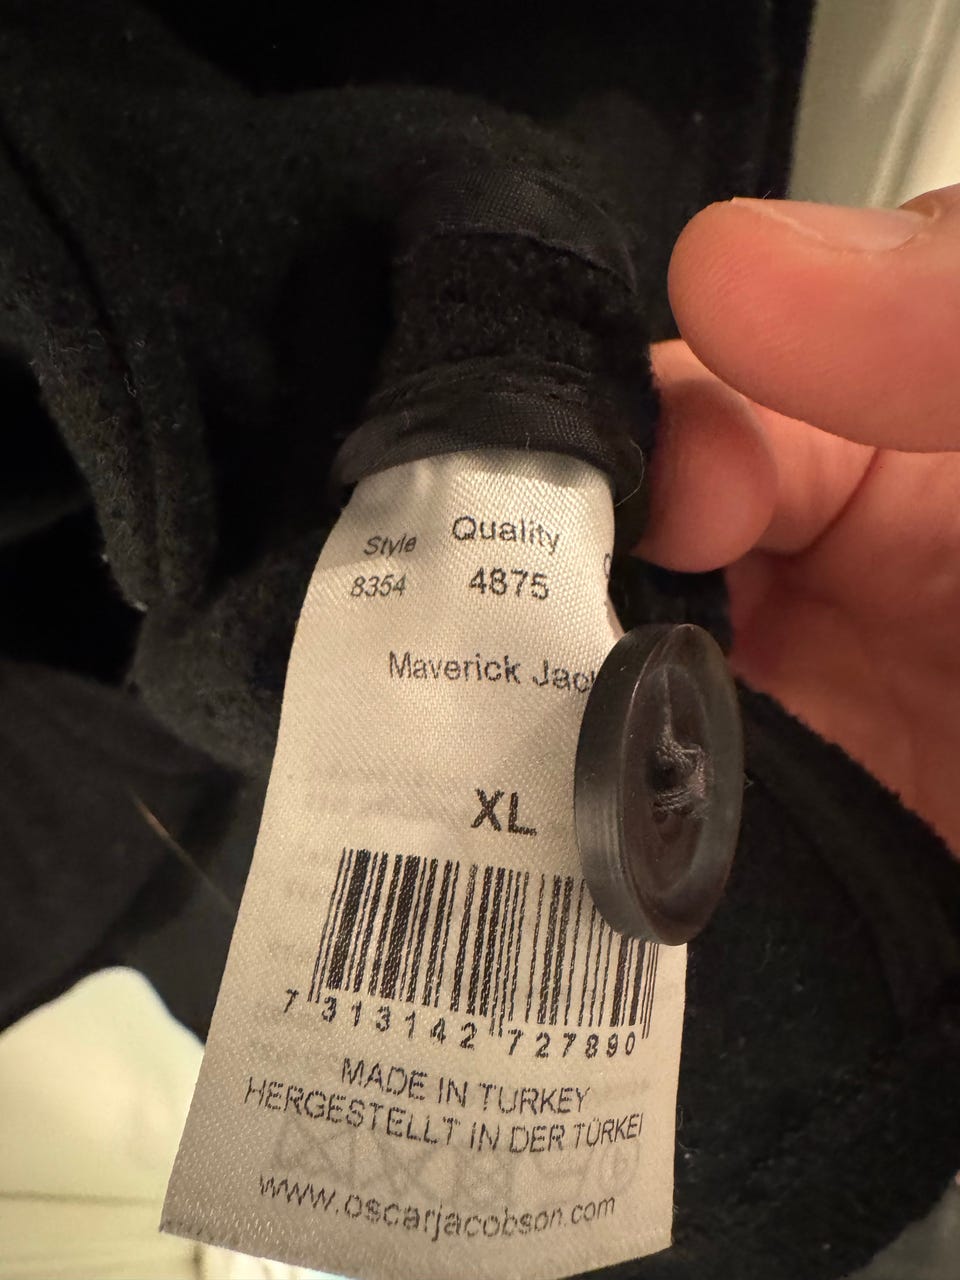 Style Quality
8354 4875
Maverick
XL
7 313142 727890
MADE IN TURKEY
HERGESTELLT IN DER TÜRKEI
www.oscarjacobson.com